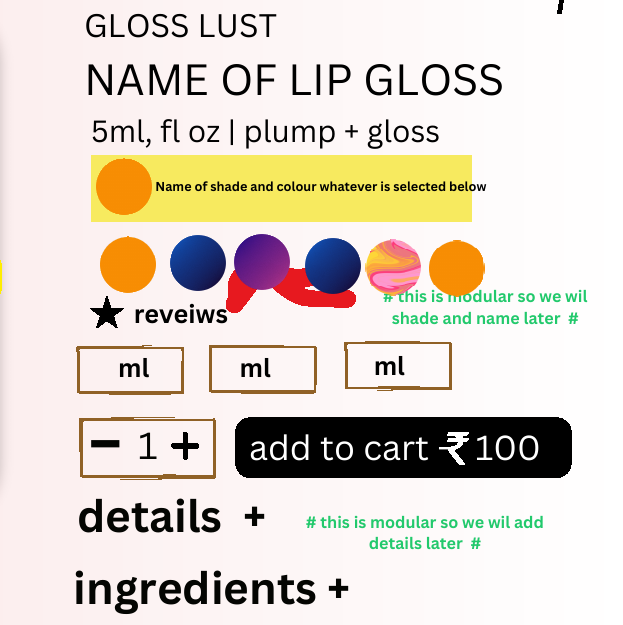 GLOSS LUST
NAME OF LIP GLOSS
5ml, fl oz | plump + gloss
Name of shade and colour whatever is selected below
# this is modular so we wil
shade and name later #
reveiws
ml ml ml
− 1 +
add to cart ₹100
details +
# this is modular so we wil add
details later #
ingredients +